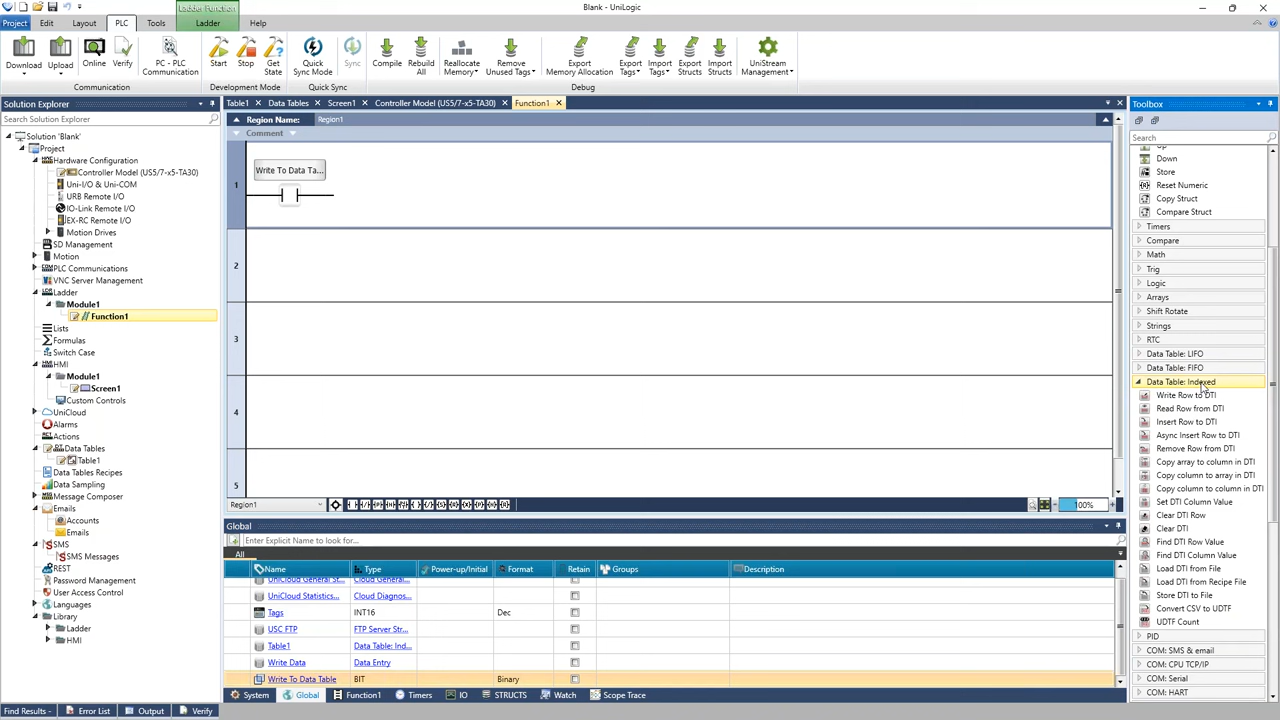 Blank - UniLogic
Ladder Function
Project Edit Layout PLC Tools Ladder Help
Download Upload Online Verify PC - PLC Communication Start Stop Get State Quick Sync Mode Sync Compile Rebuild All Reallocate Memory Remove Unused Tags Export Memory Allocation Export Tags Import Tags Export Structs Import Structs UniStream Management
Communication Development Mode Quick Sync Debug
Solution Explorer
Search
Solution 'Blank'
Project
Hardware Configuration
Controller Model (US5/7-x5-TA30)
Uni-I/O & Uni-COM
URB Remote I/O
IO-Link Remote I/O
EX-RC Remote I/O
Motion Drives
SD Management
Motion
PLC Communications
VNC Server Management
Ladder
Module1
Function1
Lists
Formulas
Switch Case
HMI
Module1
Screen1
Custom Controls
UniCloud
Alarms
Actions
Data Tables
Table1
Data Tables Recipes
Data Sampling
Message Composer
Emails
Accounts
Emails
SMS
SMS Messages
REST
Password Management
User Access Control
Languages
Library
Ladder
HMI
Find Results - Error List Output Verify
Table1 Data Tables Screen1 Controller Model (US5/7-x5-TA30) Function1
Region Name: Region1
Comment
1
Write To Data Ta...
2
3
4
5
Region1 100%
Global
Enter Explicit Name to look for...
All
Name Type Power-up/Initial Format Retain Groups Description
UniCloud General St... Cloud General...
UniCloud Statistics... Cloud Diagnos...
Tags INT16 Dec
USC FTP FTP Server Str...
Table1 Data Table: Ind...
Write Data Data Entry
Write To Data Table BIT Binary
System Global Function1 Timers IO STRUCTS Watch Scope Trace
Toolbox
Search
Up
Down
Store
Reset Numeric
Copy Struct
Compare Struct
Timers
Compare
Math
Trig
Logic
Arrays
Shift Rotate
Strings
RTC
Data Table: LIFO
Data Table: FIFO
Data Table: Indexed
Write Row to DTI
Read Row from DTI
Insert Row to DTI
Async Insert Row to DTI
Remove Row from DTI
Copy array to column in DTI
Copy column to array in DTI
Copy column to column in DTI
Set DTI Column Value
Clear DTI Row
Clear DTI
Find DTI Row Value
Find DTI Column Value
Load DTI from File
Load DTI from Recipe File
Store DTI to File
Convert CSV to UDTF
UDTF Count
PID
COM: SMS & email
COM: CPU TCP/IP
COM: Serial
COM: HART